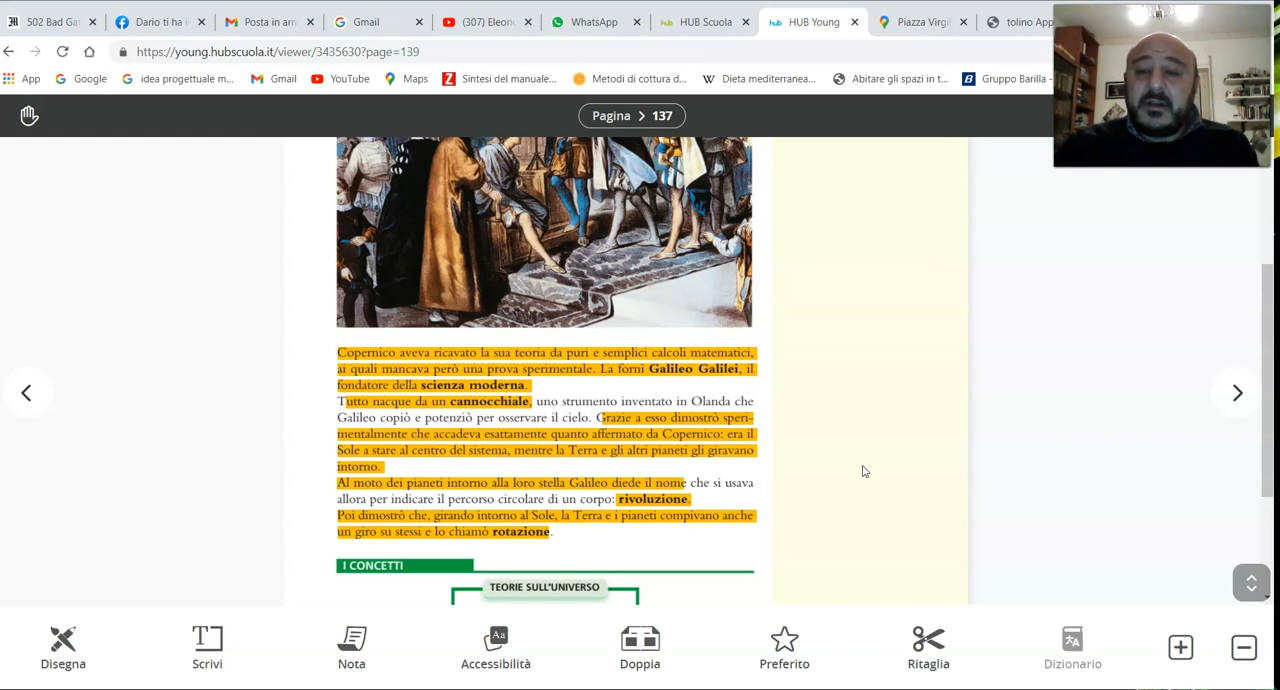 502 Bad Ga
Dario ti ha i
Posta in arri
Gmail
(307) Eleon
WhatsApp
HUB Scuola
HUB Young
Piazza Virgil
tolino App
https://young.hubscuola.it/viewer/3435630?page=139
App
Google
idea progettuale m...
Gmail
YouTube
Maps
Sintesi del manuale...
Metodi di cottura d...
Dieta mediterranea...
Abitare gli spazi in t...
Gruppo Barilla -
Pagina > 137
Copernico aveva ricavato la sua teoria da puri e semplici calcoli matematici,
ai quali mancava però una prova sperimentale. La fornì Galileo Galilei, il
fondatore della scienza moderna.
Tutto nacque da un cannocchiale, uno strumento inventato in Olanda che
Galileo copiò e potenziò per osservare il cielo. Grazie a esso dimostrò speri-
mentalmente che accadeva esattamente quanto affermato da Copernico: era il
Sole a stare al centro del sistema, mentre la Terra e gli altri pianeti gli giravano
intorno.
Al moto dei pianeti intorno alla loro stella Galileo diede il nome che si usava
allora per indicare il percorso circolare di un corpo: rivoluzione.
Poi dimostrò che, girando intorno al Sole, la Terra e i pianeti compivano anche
un giro su stessi e lo chiamò rotazione.
I CONCETTI
TEORIE SULL'UNIVERSO
Disegna
Scrivi
Nota
Accessibilità
Doppia
Preferito
Ritaglia
Dizionario